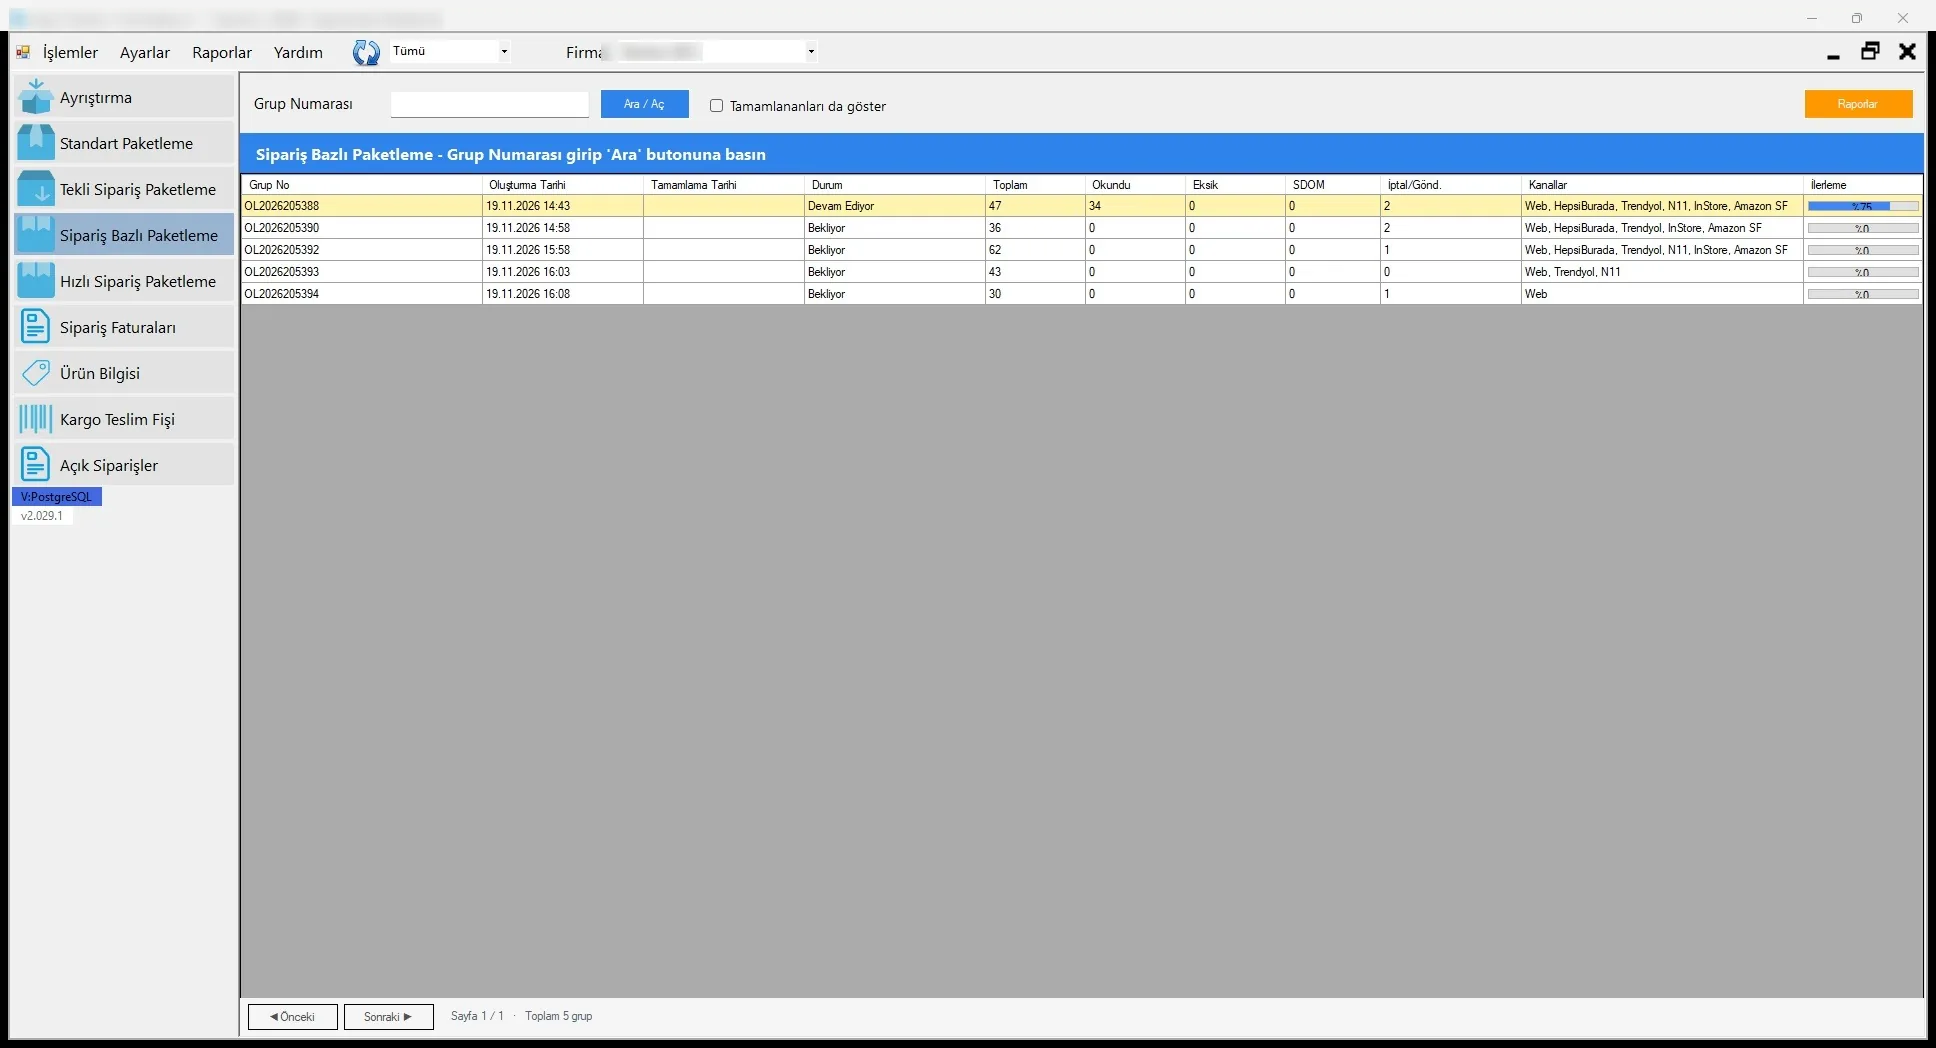 İşlemler Ayarlar Raporlar Yardım Tümü Firma
Ayrıştırma
Standart Paketleme
Tekli Sipariş Paketleme
Sipariş Bazlı Paketleme
Hızlı Sipariş Paketleme
Sipariş Faturaları
Ürün Bilgisi
Kargo Teslim Fişi
Açık Siparişler
V:PostgreSQL
v2.029.1
Grup Numarası Ara / Aç Tamamlananları da göster Raporlar
Sipariş Bazlı Paketleme - Grup Numarası girip 'Ara' butonuna basın
Grup No Oluşturma Tarihi Tamamlama Tarihi Durum Toplam Okundu Eksik SDOM İptal/Gönd. Kanallar İlerleme
OL2026205388 19.11.2026 14:43 Devam Ediyor 47 34 0 0 2 Web, HepsiBurada, Trendyol, N11, InStore, Amazon SF %75
OL2026205390 19.11.2026 14:58 Bekliyor 36 0 0 0 2 Web, HepsiBurada, Trendyol, InStore, Amazon SF %0
OL2026205392 19.11.2026 15:58 Bekliyor 62 0 0 0 1 Web, HepsiBurada, Trendyol, N11, InStore, Amazon SF %0
OL2026205393 19.11.2026 16:03 Bekliyor 43 0 0 0 0 Web, Trendyol, N11 %0
OL2026205394 19.11.2026 16:08 Bekliyor 30 0 0 0 1 Web %0
◄Önceki Sonraki ► Sayfa 1 / 1 · Toplam 5 grup